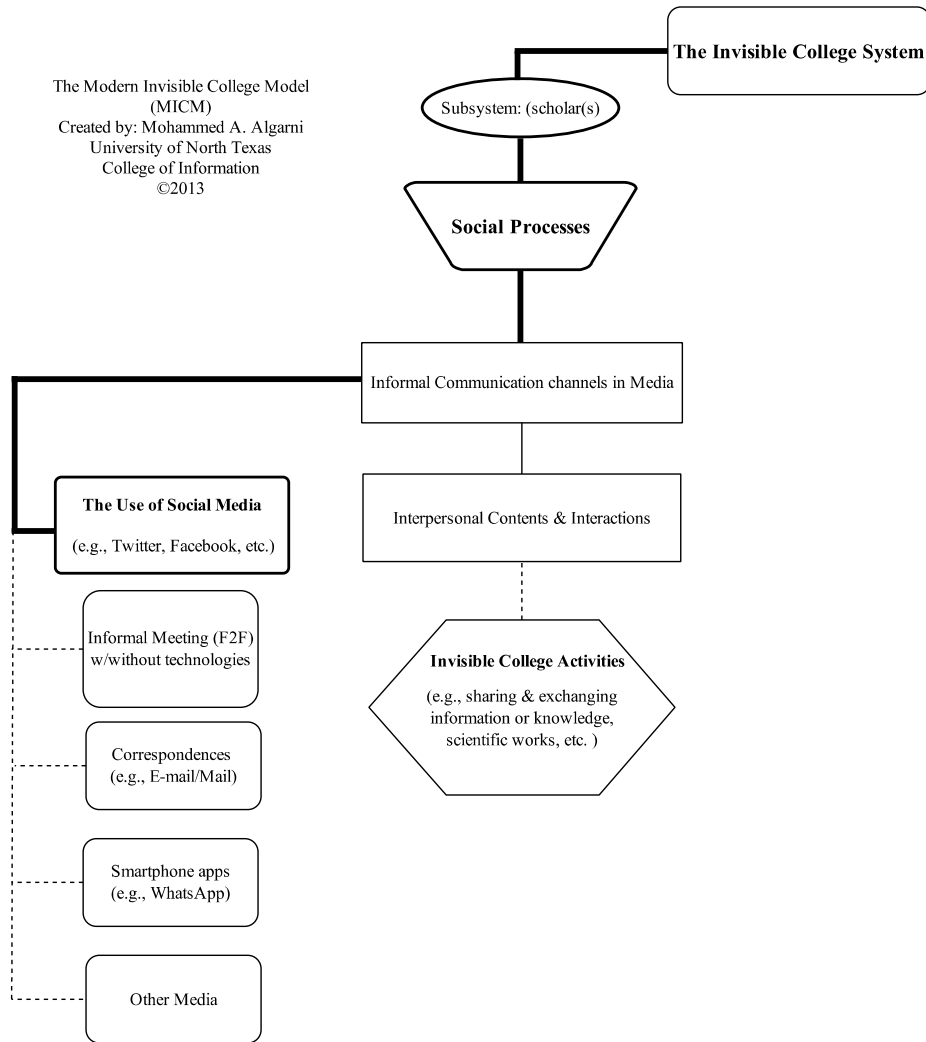 The Invisible College System
The Modern Invisible College Model
(MICM)
Created by: Mohammed A. Algarni
University of North Texas
College of Information
©2013
Subsystem: (scholar(s)
Social Processes
Informal Communication channels in Media
The Use of Social Media
(e.g., Twitter, Facebook, etc.)
Interpersonal Contents & Interactions
Informal Meeting (F2F)
w/without technologies
Invisible College Activities
(e.g., sharing & exchanging
information or knowledge,
scientific works, etc. )
Correspondences
(e.g., E-mail/Mail)
Smartphone apps
(e.g., WhatsApp)
Other Media